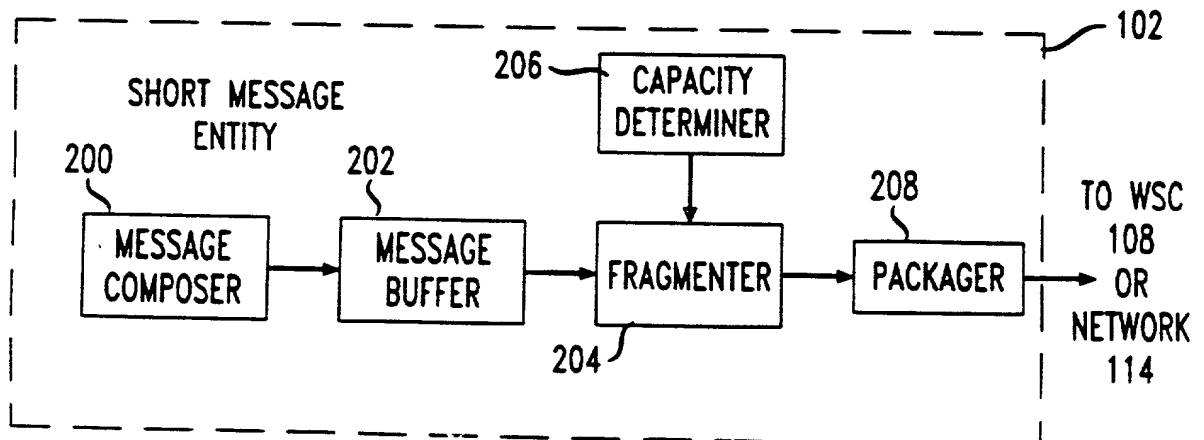 102
206
CAPACITY
DETERMINER
SHORT MESSAGE
ENTITY
200
202
208
MESSAGE
COMPOSER
MESSAGE
BUFFER
FRAGMENTER
PACKAGER
204
TO WSC
108
OR
NETWORK
114